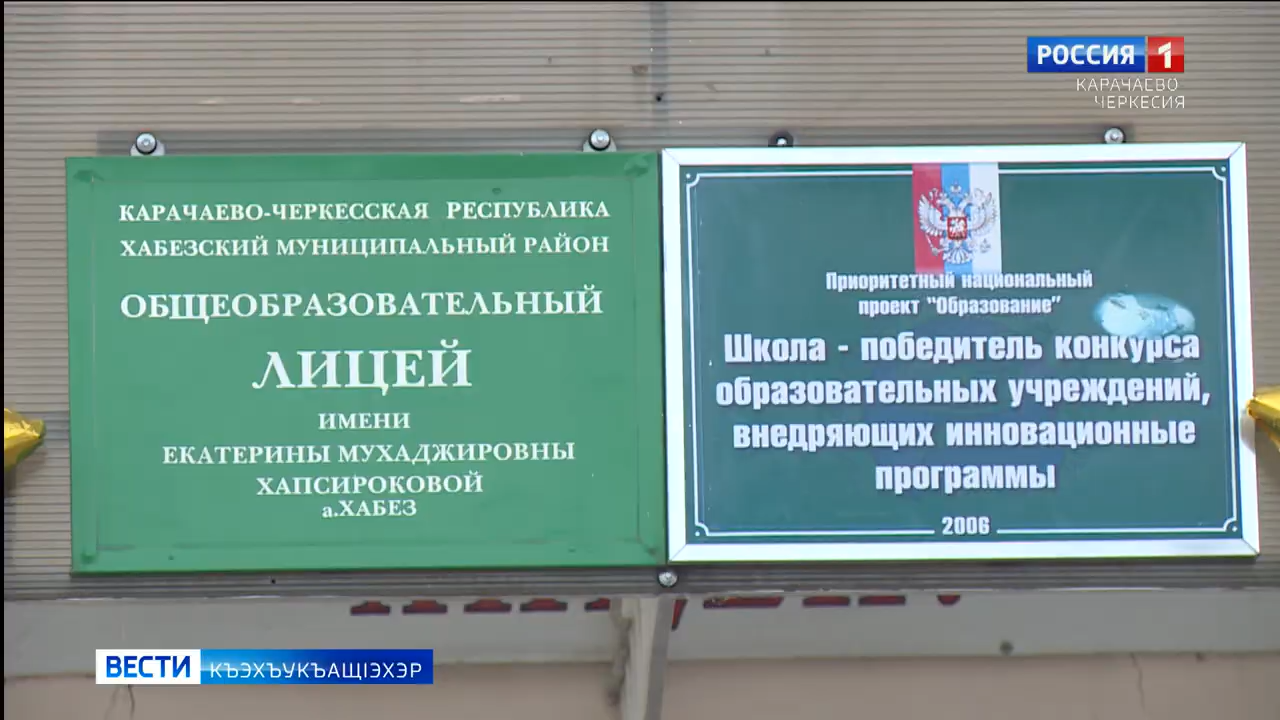 РОССИЯ 1
КАРАЧАЕВО
ЧЕРКЕСИЯ
КАРАЧАЕВО-ЧЕРКЕССКАЯ РЕСПУБЛИКА
ХАБЕЗСКИЙ МУНИЦИПАЛЬНЫЙ РАЙОН
ОБЩЕОБРАЗОВАТЕЛЬНЫЙ
ЛИЦЕЙ
ИМЕНИ
ЕКАТЕРИНЫ МУХАДЖИРОВНЫ
ХАПСИРОКОВОЙ
а.ХАБЕЗ
Приоритетный национальный
проект "Образование"
Школа - победитель конкурса
образовательных учреждений,
внедряющих инновационные
программы
2006
ВЕСТИ КЪЭХЪУКЪАЩIЭХЭР